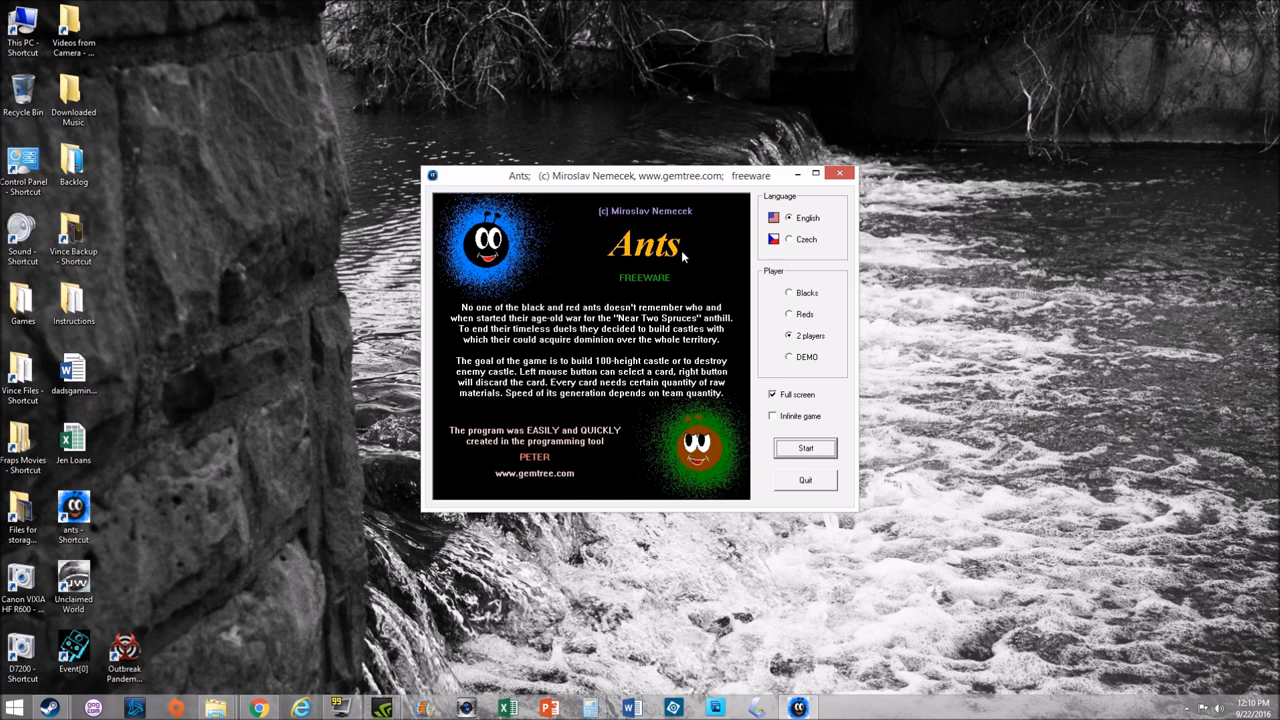 This PC -
Shortcut
Videos from
Camera - ...
Recycle Bin
Downloaded
Music
Control Panel -
Shortcut
Backlog
Sound -
Shortcut
Vince Backup
- Shortcut
Games
Instructions
Vince Files -
Shortcut
dadsgamin...
Fraps Movies -
Shortcut
Jen Loans
Files for
storag...
ants -
Shortcut
Canon VIXIA
HF R600 - ...
Unclaimed
World
D7200 -
Shortcut
Event[0]
Outbreak
Pandem...
Ants; (c) Miroslav Nemecek, www.gemtree.com; freeware
(c) Miroslav Nemecek
Ants
FREEWARE
No one of the black and red ants doesn't remember who and
when started their age-old war for the "Near Two Spruces" anthill.
To end their timeless duels they decided to build castles with
which their could acquire dominion over the whole territory.
The goal of the game is to build 100-height castle or to destroy
enemy castle. Left mouse button can select a card, right button
will discard the card. Every card needs certain quantity of raw
materials. Speed of its generation depends on team quantity.
The program was EASILY and QUICKLY
created in the programming tool
PETER
www.gemtree.com
Language
English
Czech
Player
Blacks
Reds
2 players
DEMO
Full screen
Infinite game
Start
Quit
gog
com
99
12:10 PM
9/22/2016